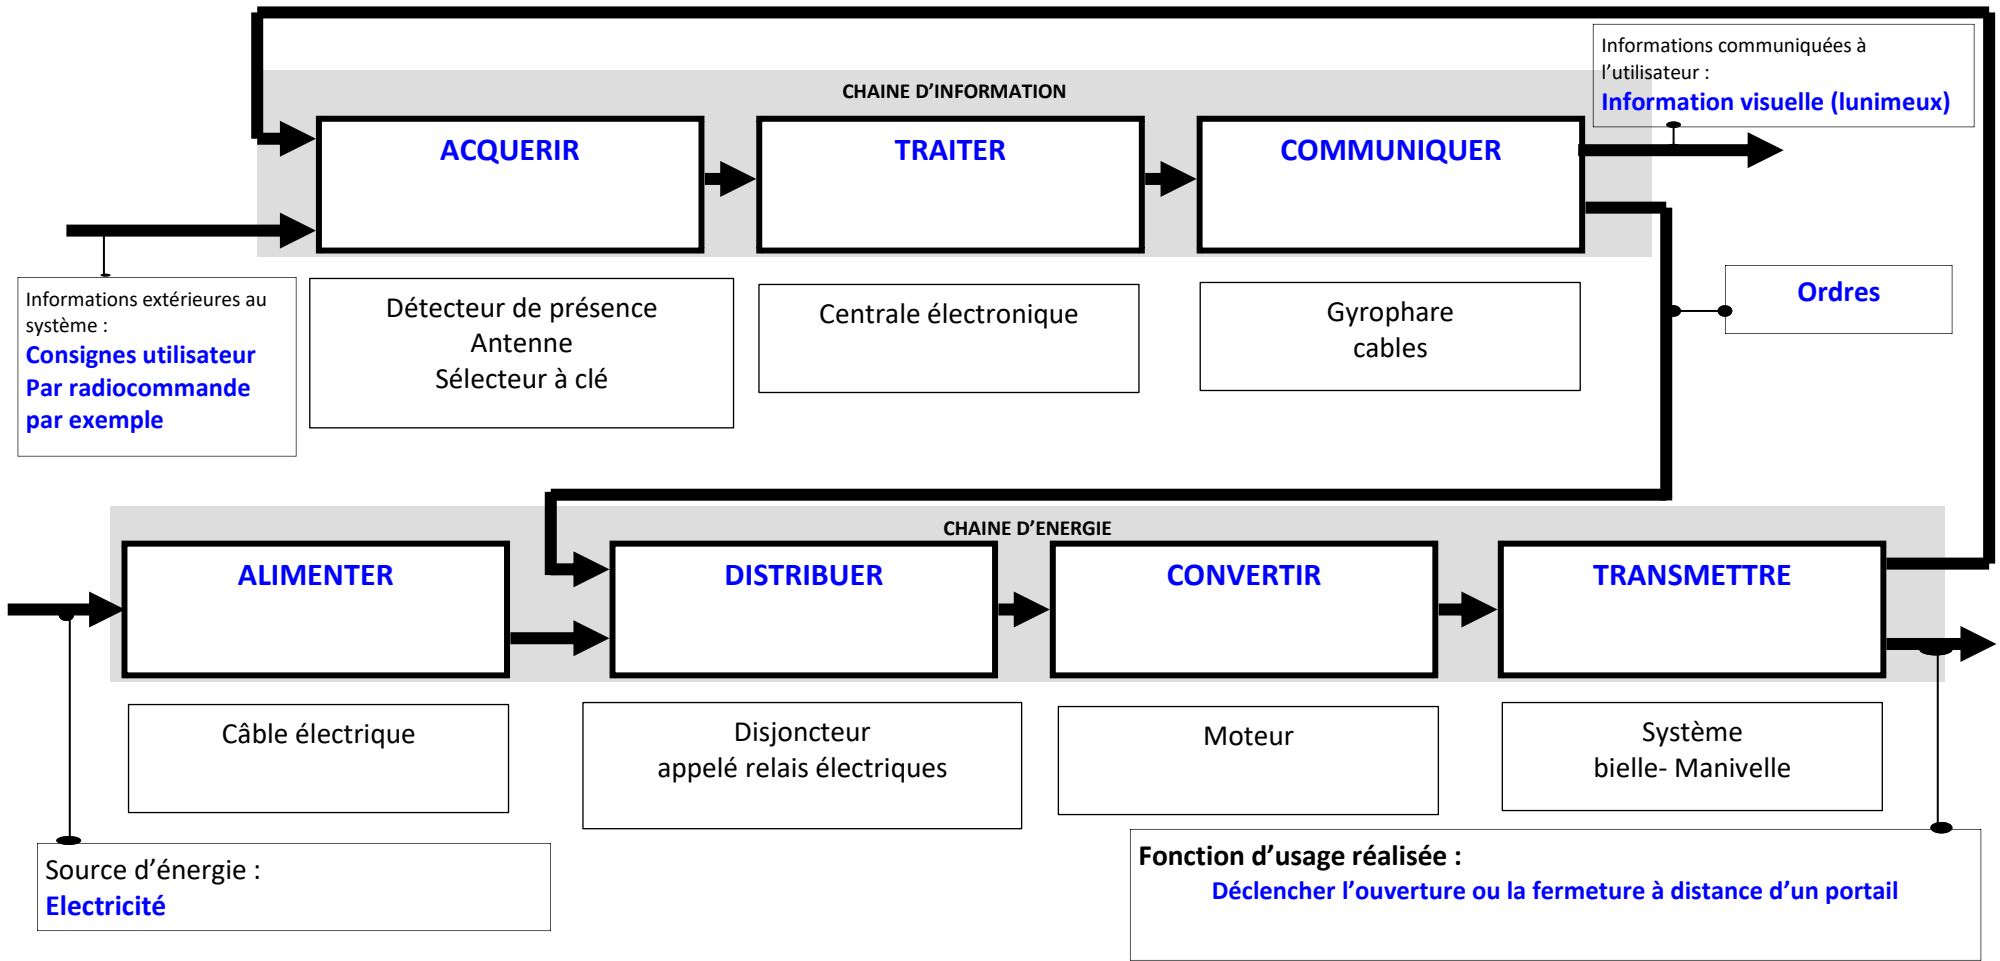 Informations communiquées à
l’utilisateur :
Information visuelle (lunimeux)
CHAINE D’INFORMATION
ACQUERIR
TRAITER
COMMUNIQUER
Informations extérieures au
système :
Consignes utilisateur
Par radiocommande
par exemple
Détecteur de présence
Antenne
Sélecteur à clé
Centrale électronique
Gyrophare
cables
Ordres
CHAINE D’ENERGIE
ALIMENTER
DISTRIBUER
CONVERTIR
TRANSMETTRE
Câble électrique
Disjoncteur
appelé relais électriques
Moteur
Système
bielle- Manivelle
Source d’énergie :
Electricité
Fonction d’usage réalisée :
Déclencher l’ouverture ou la fermeture à distance d’un portail